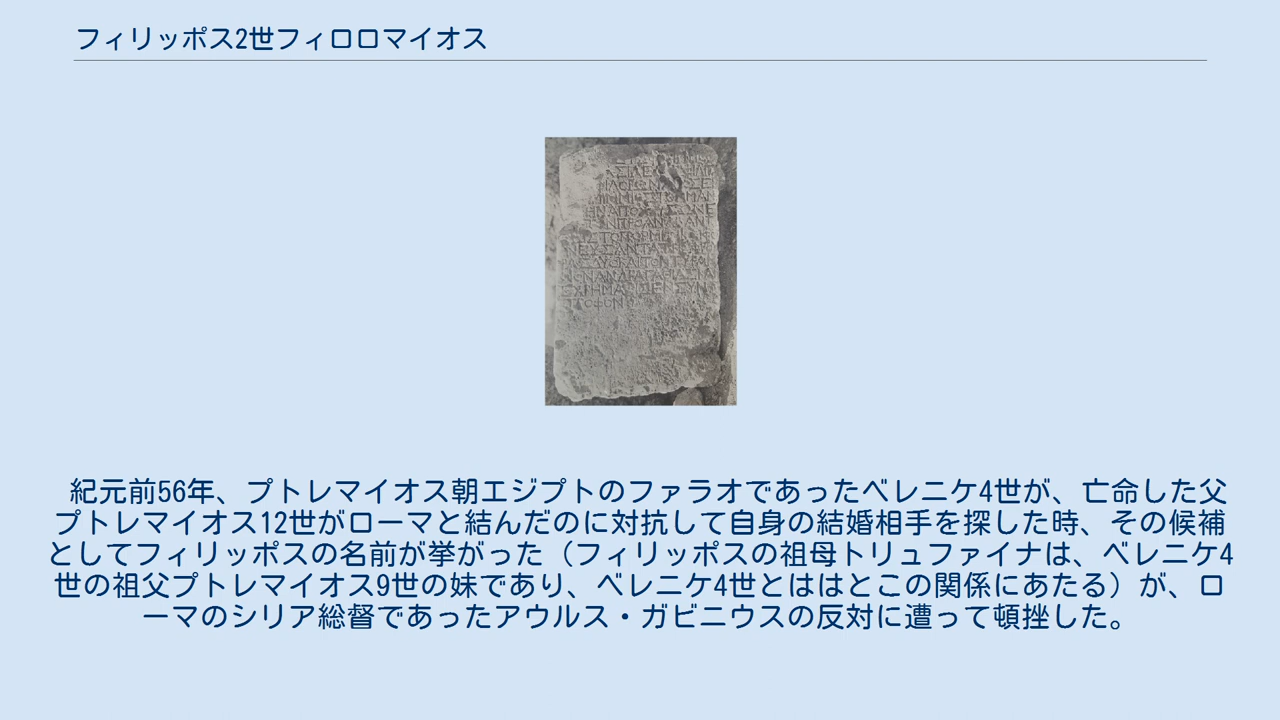 フィリッポス2世フィロロマイオス
紀元前56年、プトレマイオス朝エジプトのファラオであったベレニケ4世が、亡命した父
プトレマイオス12世がローマと結んだのに対抗して自身の結婚相手を探した時、その候補
としてフィリッポスの名前が挙がった（フィリッポスの祖母トリュファイナは、ベレニケ4
世の祖父プトレマイオス9世の妹であり、ベレニケ4世とははとこの関係にあたる）が、ロ
ーマのシリア総督であったアウルス・ガビニウスの反対に遭って頓挫した。